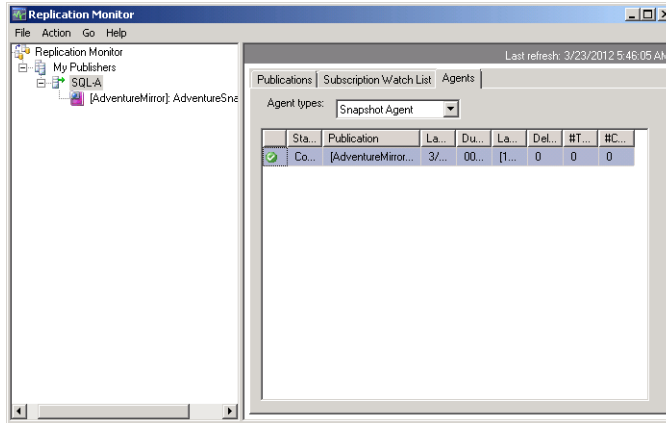 Replication Monitor
File Action Go Help
Replication Monitor
My Publishers
SQL-A
[AdventureMirror]: AdventureSna
Last refresh: 3/23/2012 5:46:05 AM
Publications Subscription Watch List Agents
Agent types: Snapshot Agent
Sta... Publication La... Du... La... Del... #T... #C...
Co... [AdventureMirror... 3/... 00... [1... 0 0 0